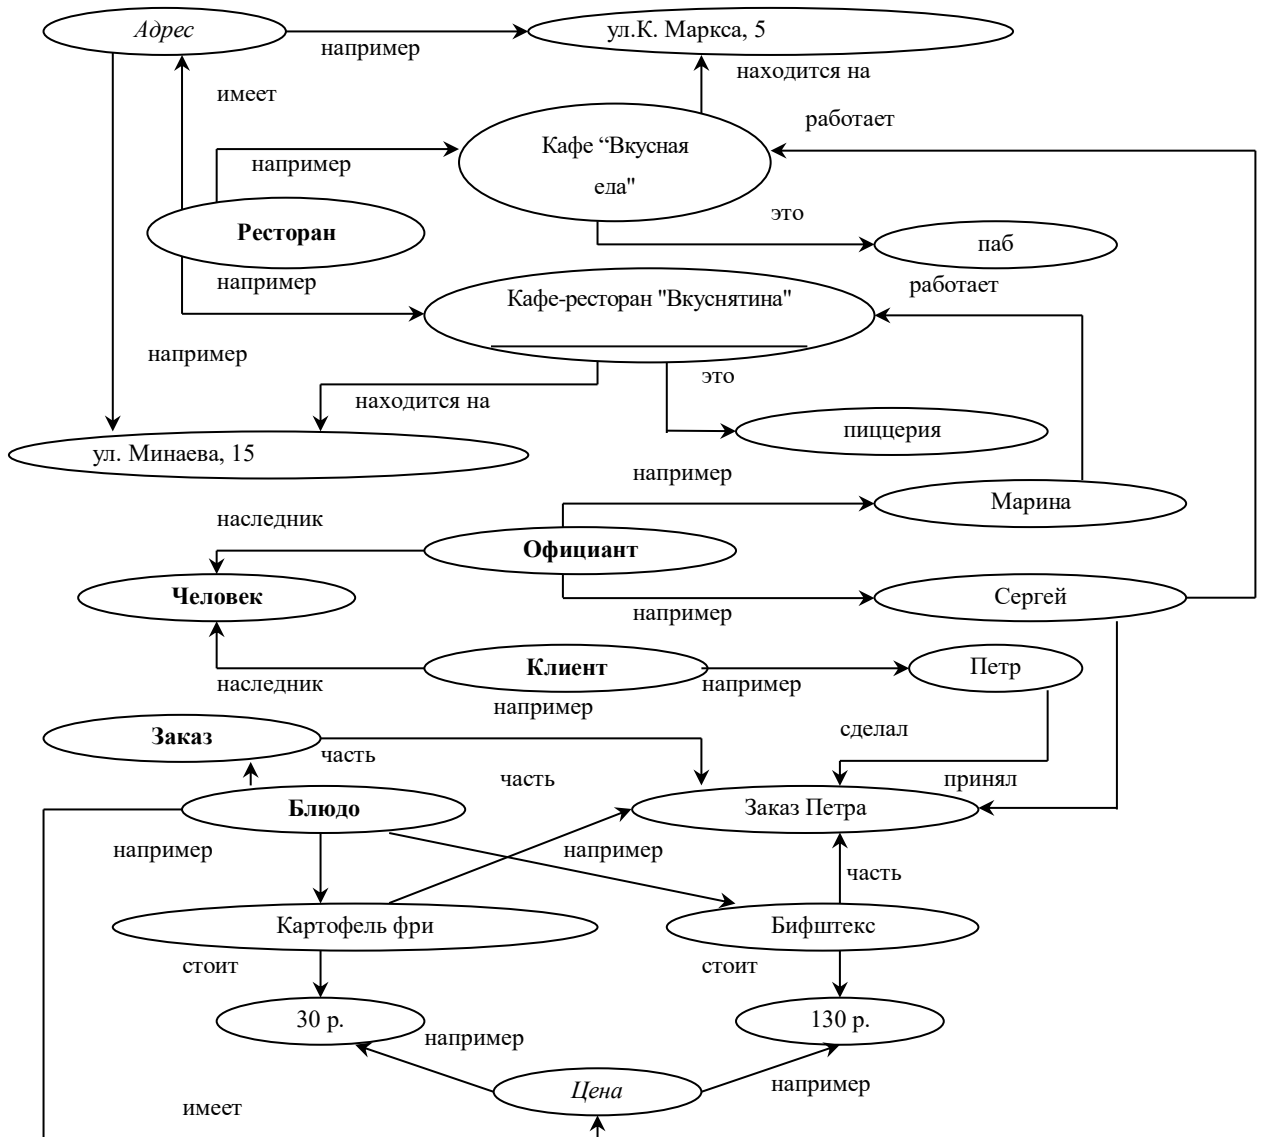 Адрес
ул.К. Маркса, 5
например
находится на
имеет
работает
Кафе “Вкусная
еда"
например
это
Ресторан
паб
например
работает
Кафе-ресторан "Вкуснятина"
например
это
находится на
пиццерия
ул. Минаева, 15
например
Марина
наследник
Официант
Человек
Сергей
например
Клиент
Петр
наследник
например
например
Заказ
сделал
часть
часть
принял
Блюдо
Заказ Петра
например
например
часть
Картофель фри
Бифштекс
стоит
стоит
30 р.
130 р.
например
Цена
например
имеет